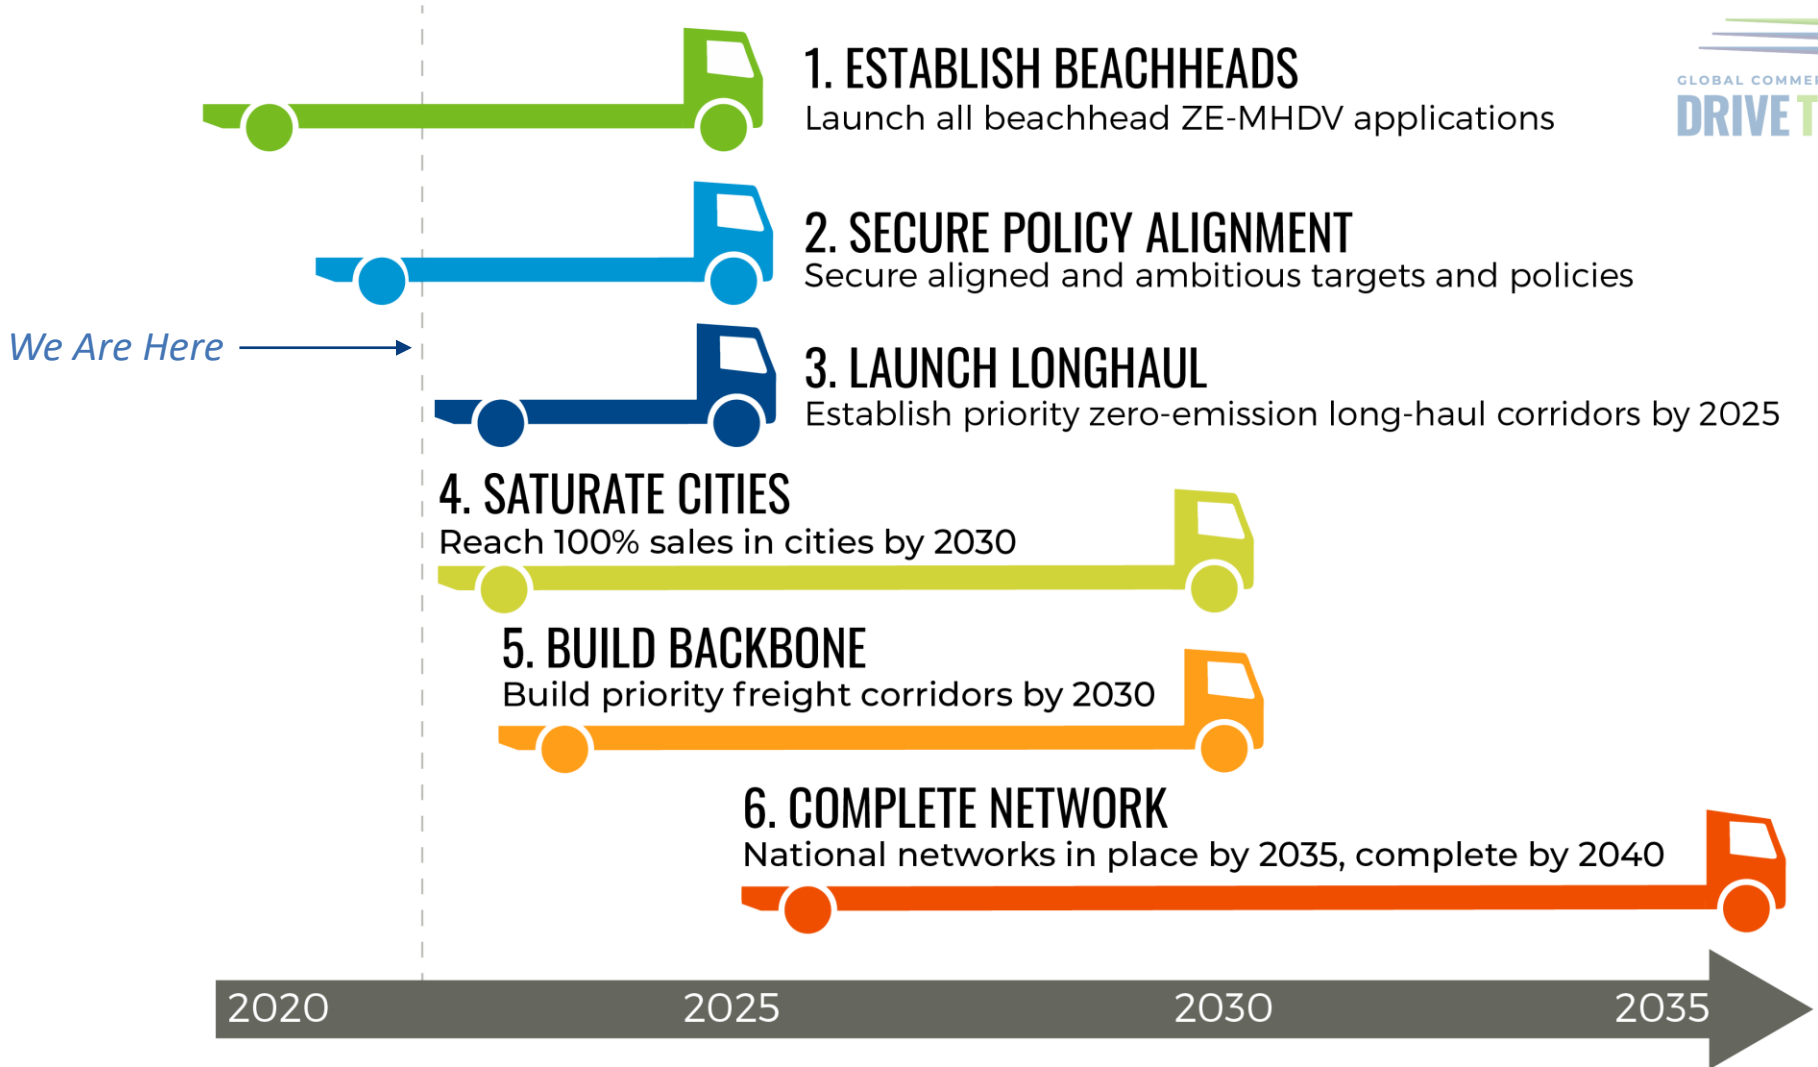 1. ESTABLISH BEACHHEADS
Launch all beachhead ZE-MHDV applications
GLOBAL
DRIVE
2. SECURE POLICY ALIGNMENT
Secure aligned and ambitious targets and policies
We Are Here
3. LAUNCH LONGHAUL
Establish priority zero-emission long-haul corridors by 2025
4. SATURATE CITIES
Reach 100% sales in cities by 2030
5. BUILD BACKBONE
Build priority freight corridors by 2030
6. COMPLETE NETWORK
National networks in place by 2035, complete by 2040
2020 2025 2030 2035